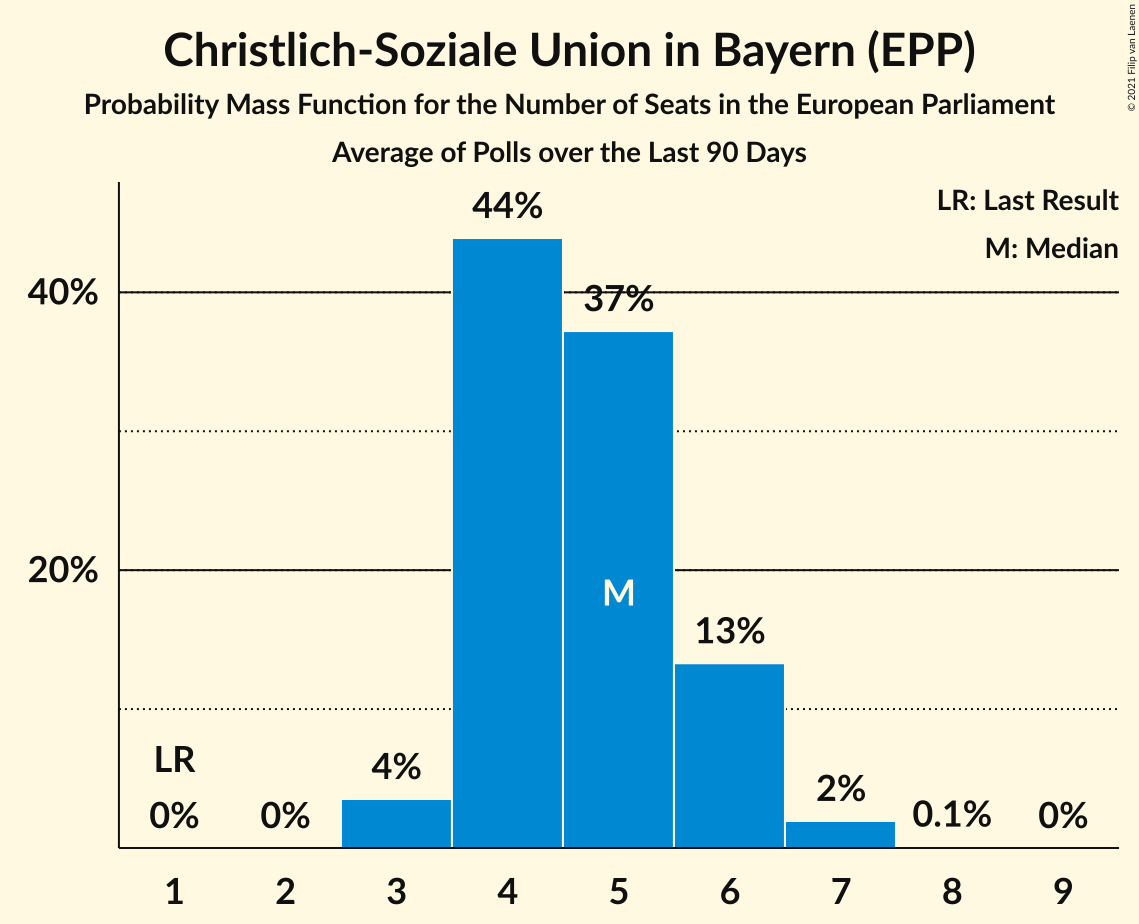 Christlich-Soziale Union in Bayern (EPP)
Probability Mass Function for the Number of Seats in the European Parliament
Average of Polls over the Last 90 Days
© 2021 Filip van Laenen
LR: Last Result
M: Median
44%
40%
37%
20%
M
13%
LR
4%
2%
0%
0%
0.1%
0%
1 2 3 4 5 6 7 8 9